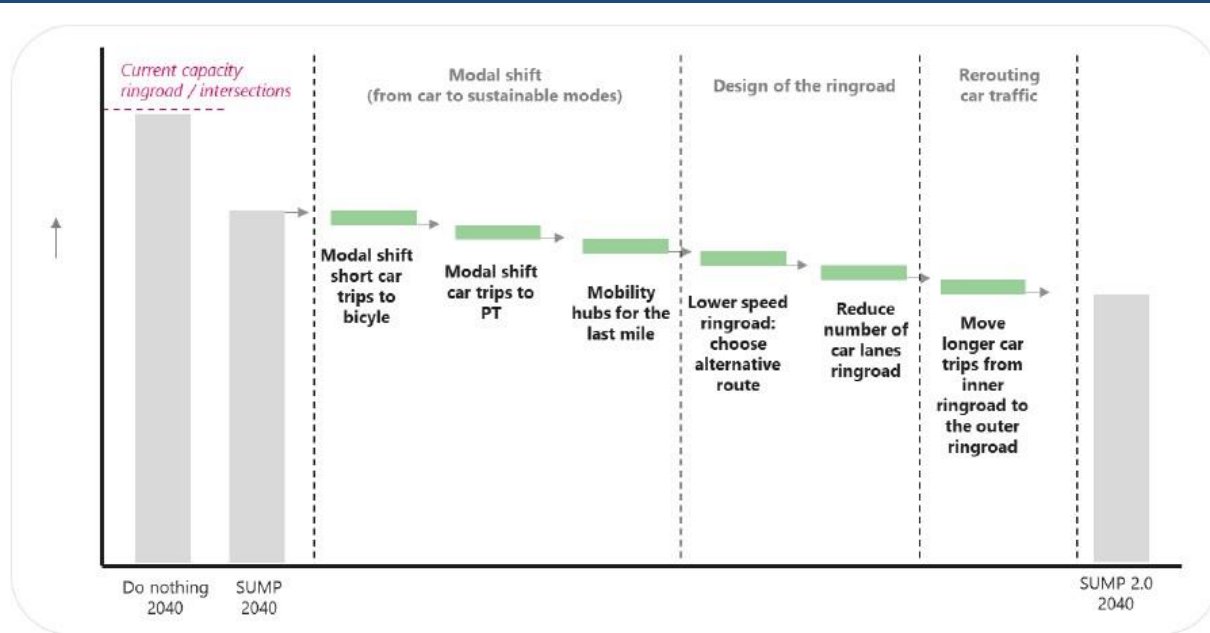 Current capacity
ringroad / intersections
Modal shift
(from car to sustainable modes)
Design of the ringroad
Rerouting
car traffic
Modal shift
short car
trips to
bicyle
Modal shift
car trips to
PT
Mobility
hubs for the
last mile
Lower speed
ringroad:
choose
alternative
route
Reduce
number of
car lanes
ringroad
Move
longer car
trips from
inner
ringroad to
the outer
ringroad
Do nothing
2040
SUMP
2040
SUMP 2.0
2040